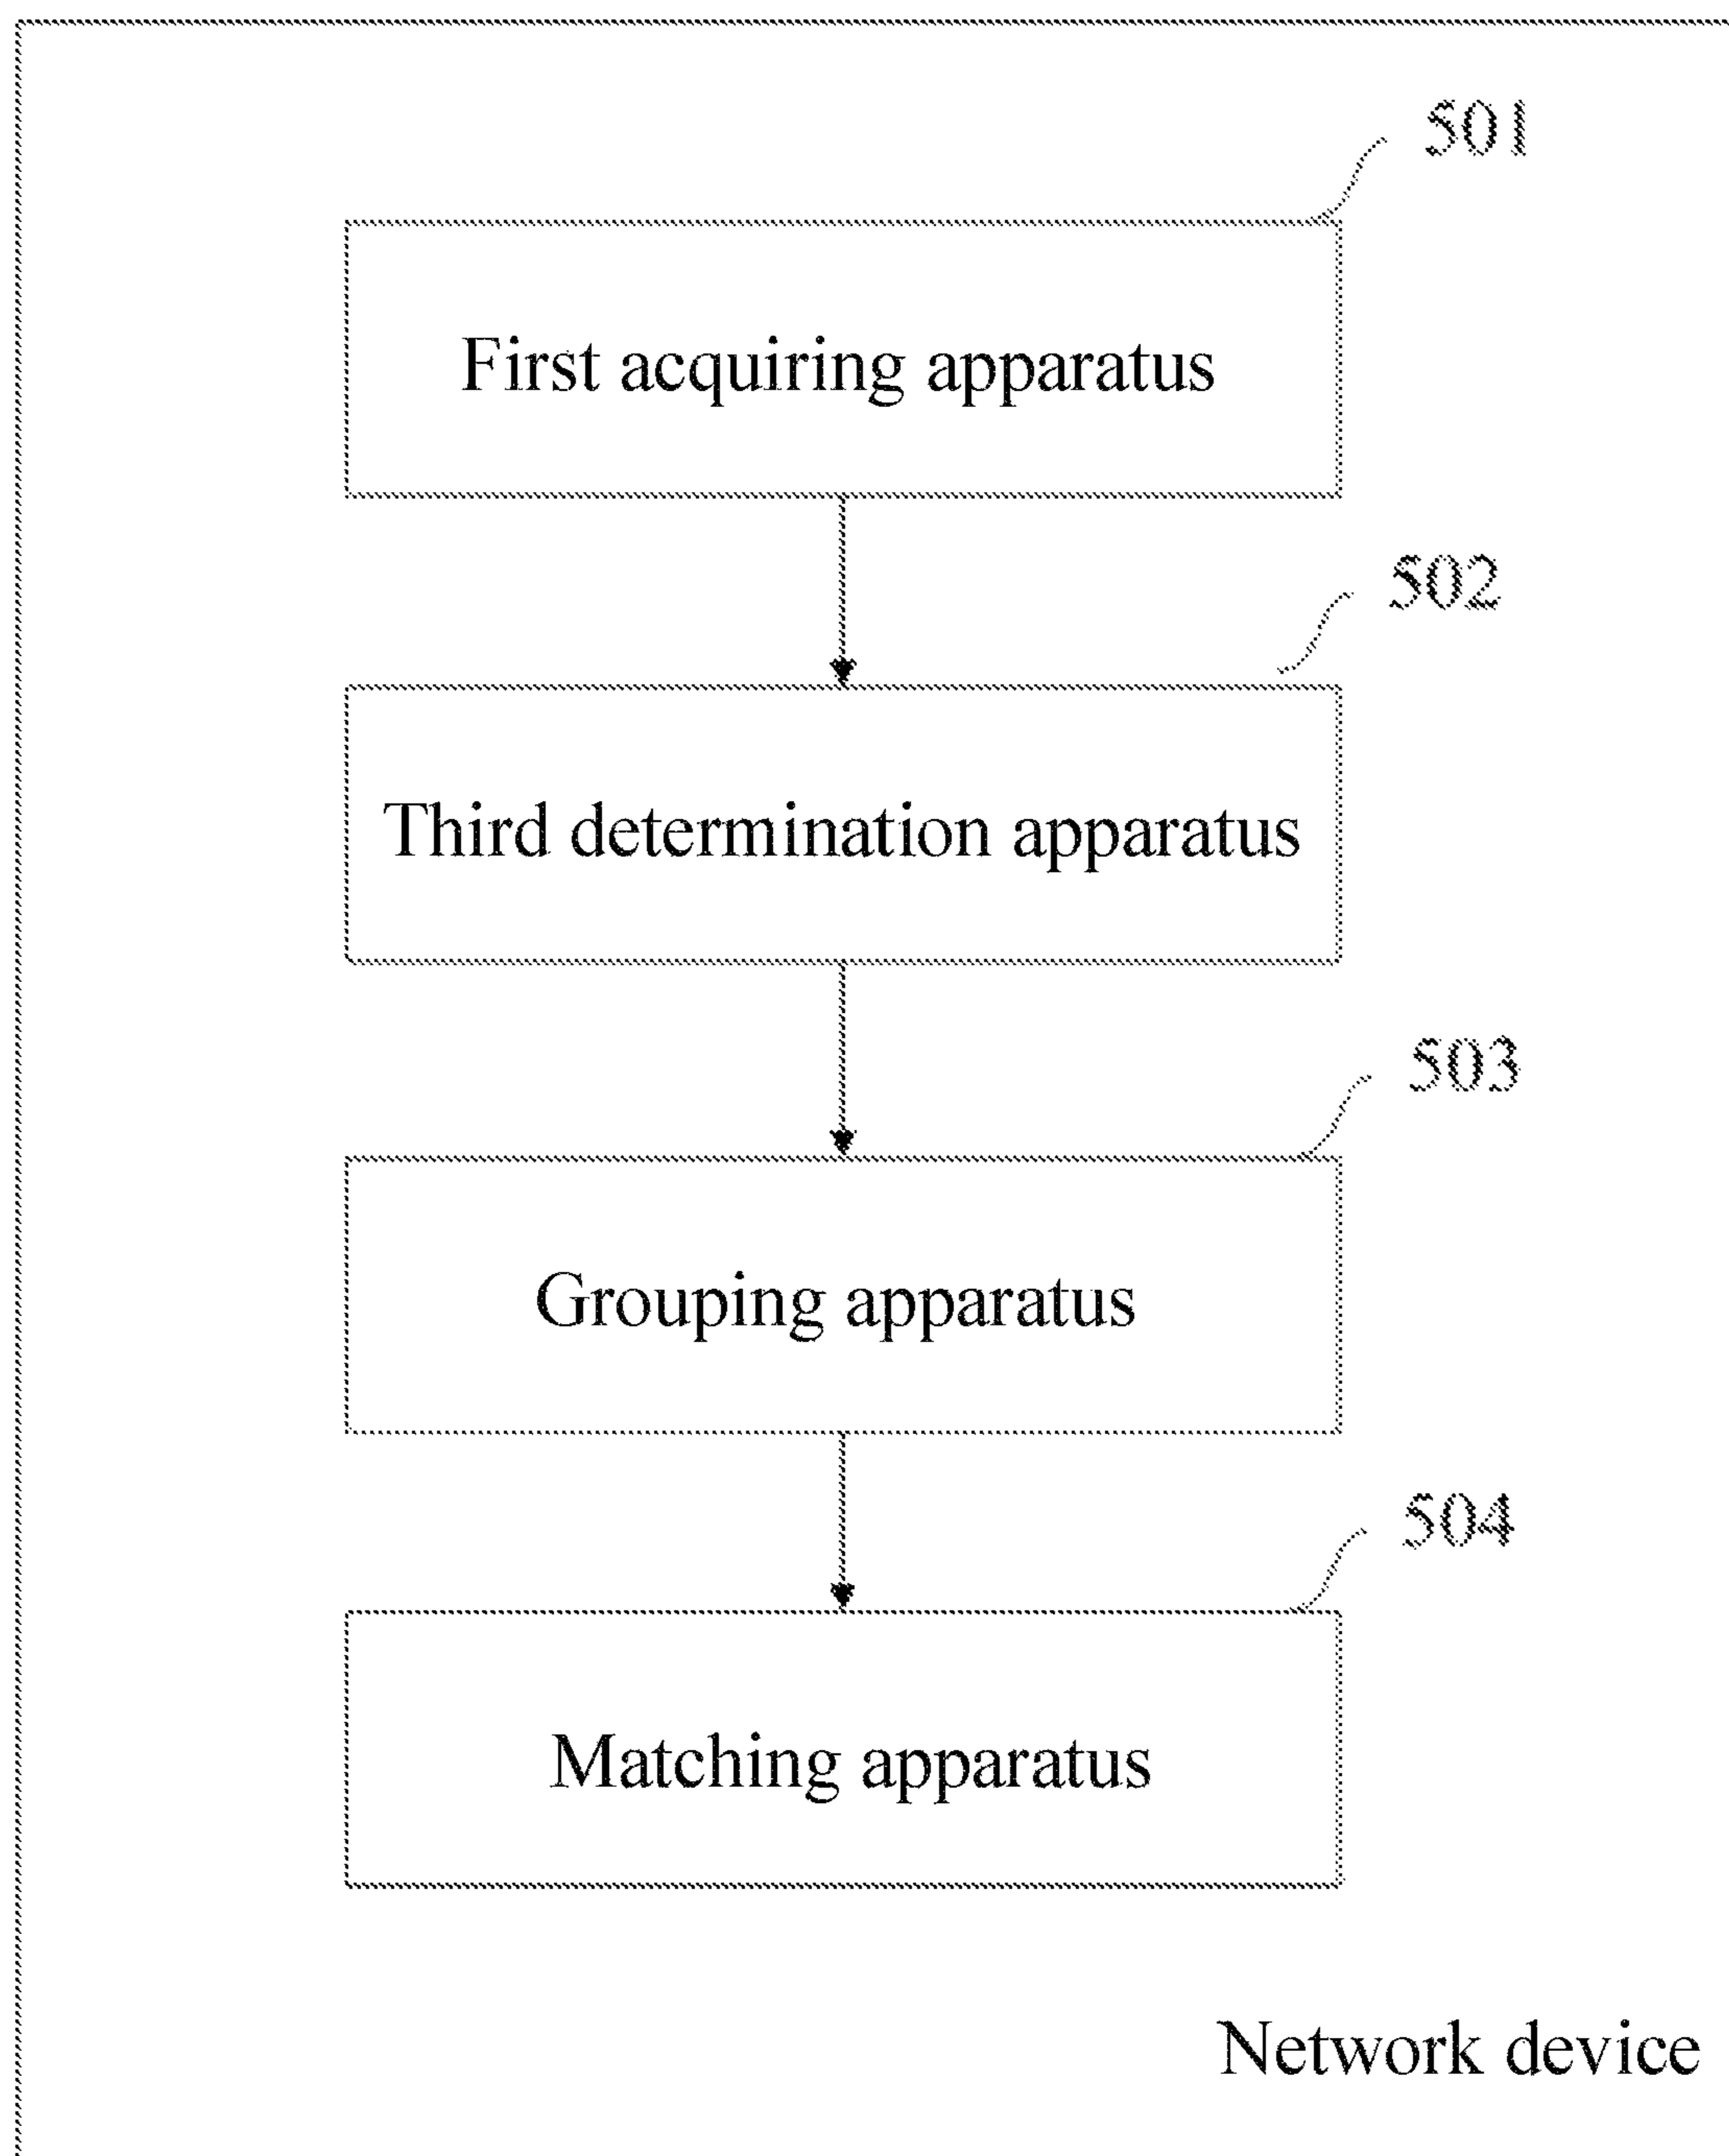 501
First acquiring apparatus
502
Third determination apparatus
503
Grouping apparatus
504
Matching apparatus
Network device